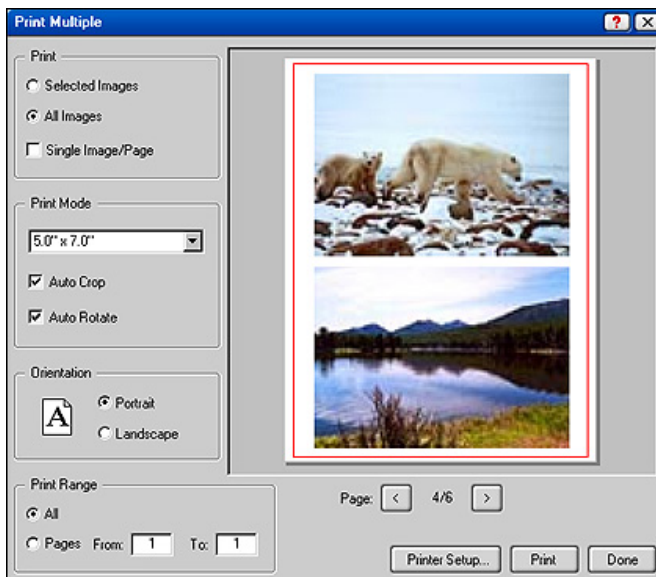 Print Multiple
Print
Selected Images
All Images
Single Image/Page
Print Mode
5.0" x 7.0"
Auto Crop
Auto Rotate
Orientation
A
Portrait
Landscape
Print Range
All
Pages From: 1 To: 1
Page: < 4/6 >
Printer Setup... Print Done